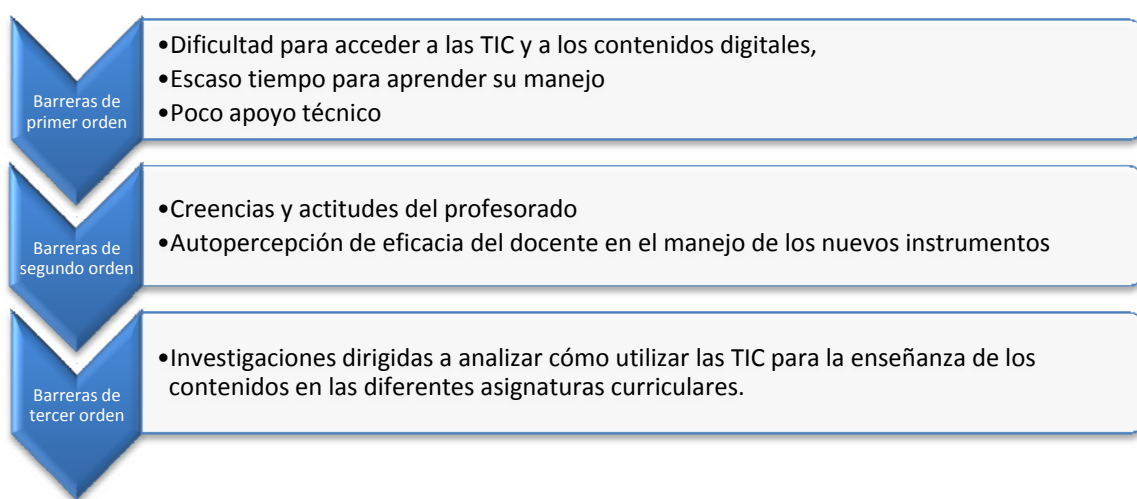 Barreras de
primer orden
•Dificultad para acceder a las TIC y a los contenidos digitales,
•Escaso tiempo para aprender su manejo
•Poco apoyo técnico
Barreras de
segundo orden
•Creencias y actitudes del profesorado
•Autopercepción de eficacia del docente en el manejo de los nuevos instrumentos
Barreras de
tercer orden
•Investigaciones dirigidas a analizar cómo utilizar las TIC para la enseñanza de los
contenidos en las diferentes asignaturas curriculares.